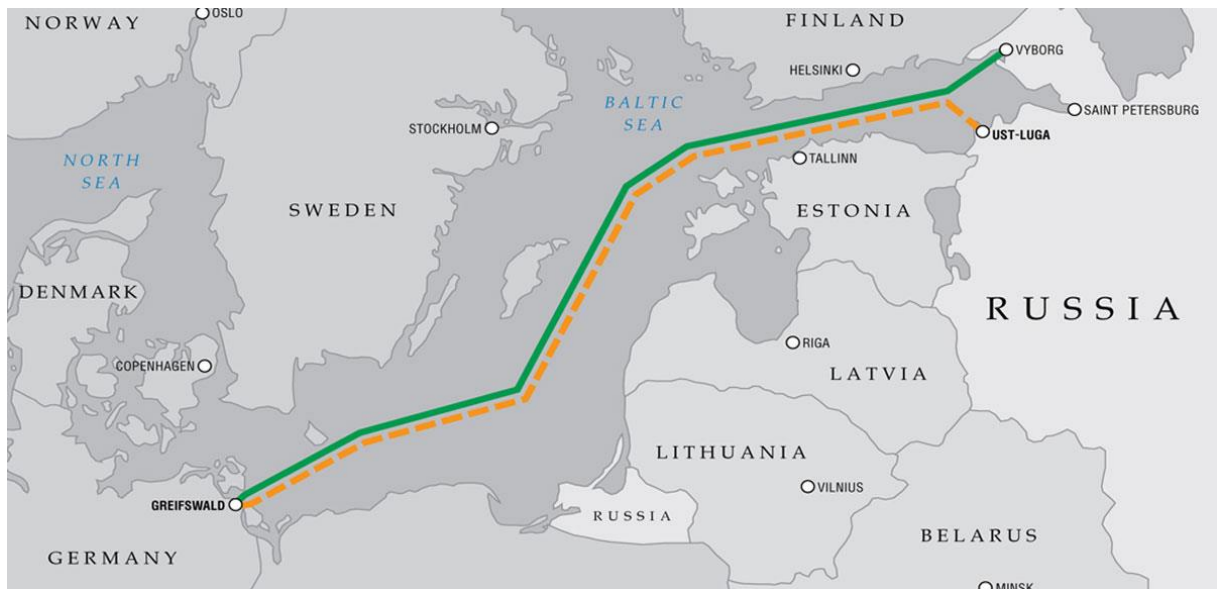 NORWAY
OSLO
FINLAND
VYBORG
HELSINKI
BALTIC
SEA
SAINT PETERSBURG
STOCKHOLM
UST-LUGA
NORTH
SEA
TALLINN
SWEDEN
ESTONIA
DENMARK
RUSSIA
RIGA
COPENHAGEN
LATVIA
LITHUANIA
VILNIUS
GREIFSWALD
RUSSIA
BELARUS
GERMANY
MINSK